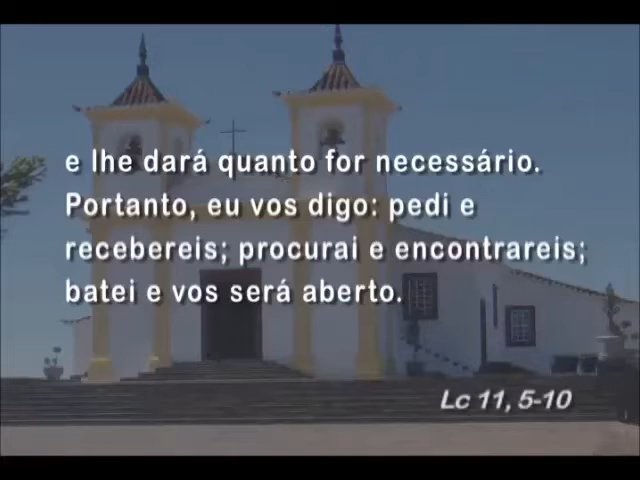 e lhe dará quanto for necessário.
Portanto, eu vos digo: pedi e
recebereis; procurai e encontrareis;
batei e vos será aberto.
Lc 11, 5-10